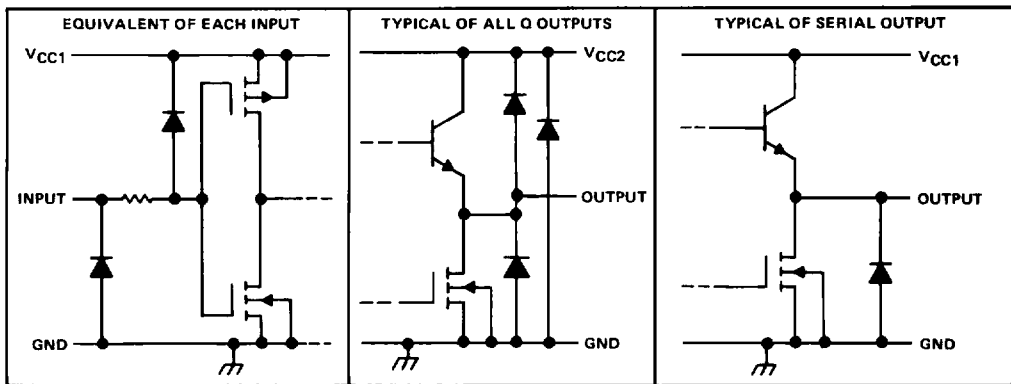 EQUIVALENT OF EACH INPUT
VCC1
INPUT
GND
TYPICAL OF ALL Q OUTPUTS
VCC2
OUTPUT
GND
TYPICAL OF SERIAL OUTPUT
VCC1
OUTPUT
GND